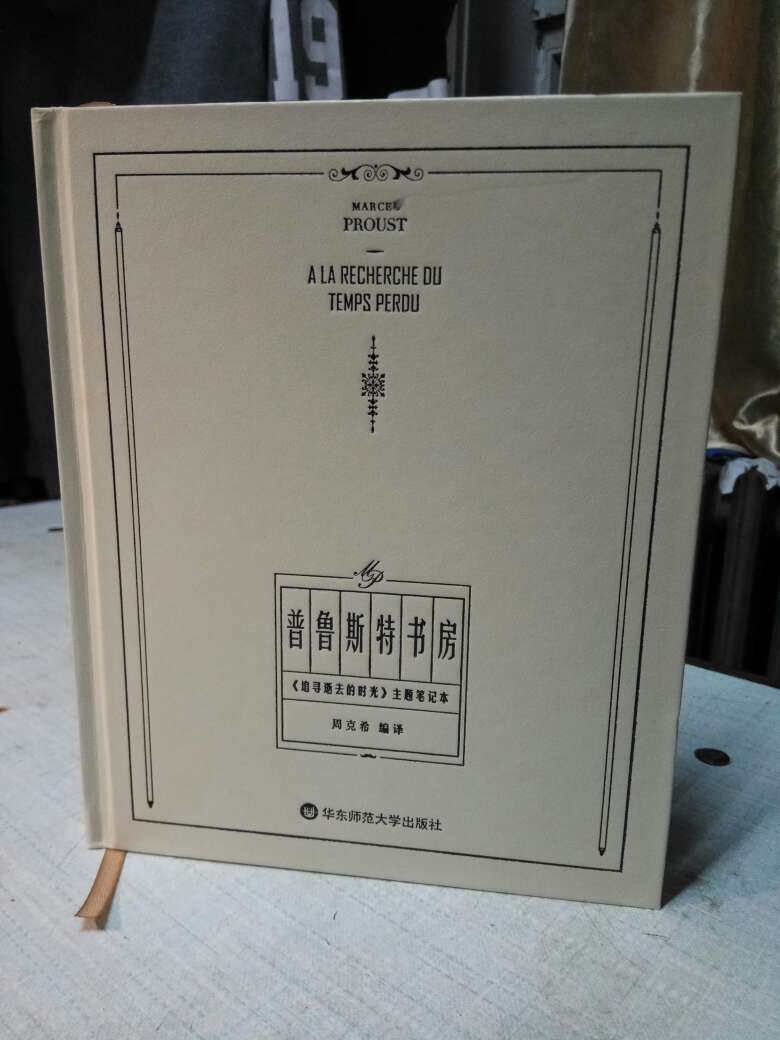 19
MARCEL
PROUST
A LA RECHERCHE DU
TEMPS PERDU
MP
普鲁斯特书房
《追寻逝去的时光》主题笔记本
周克希 编译
华东师范大学出版社